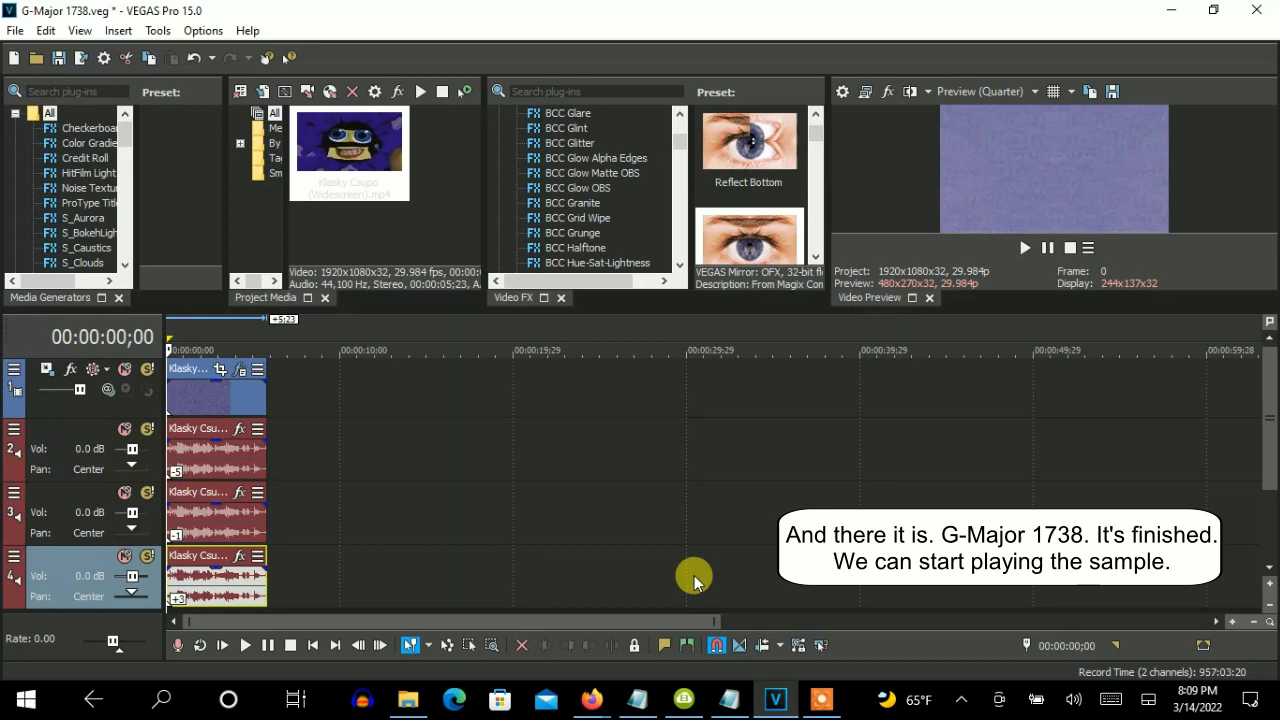 G-Major 1738.veg * - VEGAS Pro 15.0
File Edit View Insert Tools Options Help
Search plug-ins
Preset:
Search plug-ins
Preset:
Preview (Quarter)
All
Checkerboa
Color Gradie
Credit Roll
HitFilm Light
Noise Textur
ProType Title
S_Aurora
S_BokehLigh
S_Caustics
S_Clouds
All
Me
By
Ta
Sm
Klasky Csupo
(Widescreen).mp4
Video: 1920x1080x32, 29.984 fps, 00:00:
Audio: 44,100 Hz, Stereo, 00:00:05;23, A
BCC Glare
BCC Glint
BCC Glitter
BCC Glow Alpha Edges
BCC Glow Matte OBS
BCC Glow OBS
BCC Granite
BCC Grid Wipe
BCC Grunge
BCC Halftone
BCC Hue-Sat-Lightness
Reflect Bottom
VEGAS Mirror: OFX, 32-bit fl
Description: From Magix Con
Project: 1920x1080x32, 29.984p
Preview: 480x270x32, 29.984p
Frame: 0
Display: 244x137x32
Media Generators
Project Media
Video FX
Video Preview
00:00:00;00
+5;23
00:00:00;00 00:00:10;00 00:00:19;29 00:00:29;29 00:00:39;29 00:00:49;29 00:00:59;28
1
Klasky...
2
Vol: 0.0 dB
Pan: Center
Klasky Csu...
-5
3
Vol: 0.0 dB
Pan: Center
Klasky Csu...
-1
4
Vol: 0.0 dB
Pan: Center
Klasky Csu...
+3
And there it is. G-Major 1738. It's finished.
We can start playing the sample.
Rate: 0.00
00:00:00;00
Record Time (2 channels): 957:03:20
65°F
8:09 PM
3/14/2022